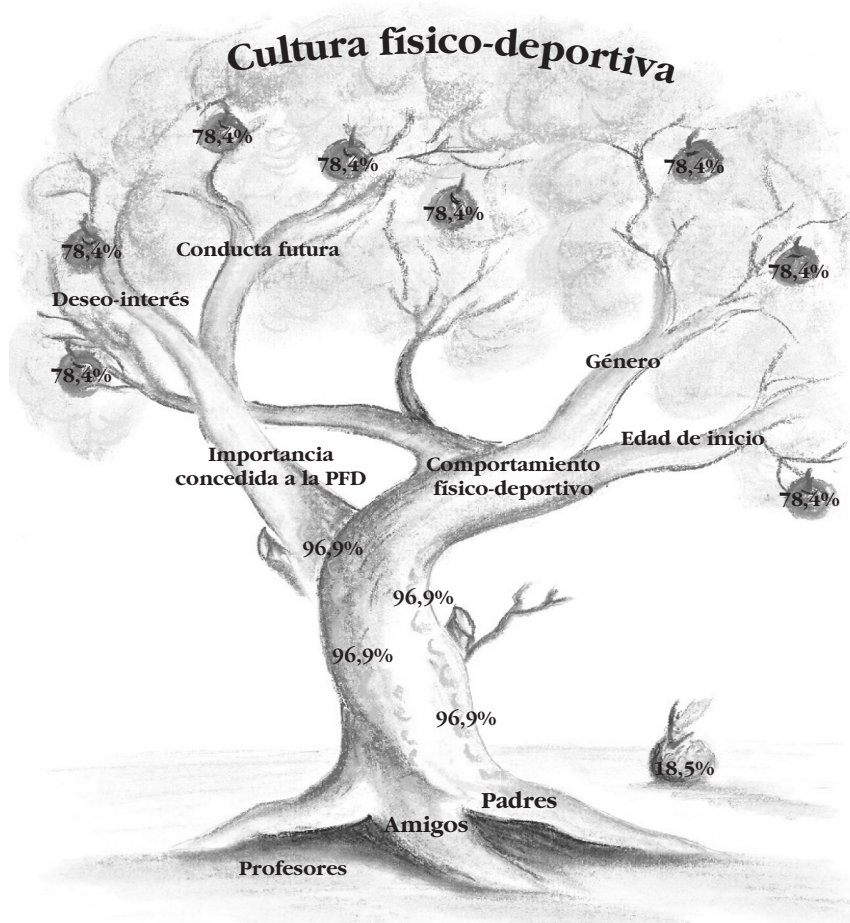 Cultura físico-deportiva
78,4%
78,4%
78,4%
78,4%
78,4%
Conducta futura
78,4%
Deseo-interés
Género
78,4%
Edad de inicio
Importancia
concedida a la PFD
Comportamiento
físico-deportivo
78,4%
96,9%
96,9%
96,9%
96,9%
18,5%
Padres
Amigos
Profesores